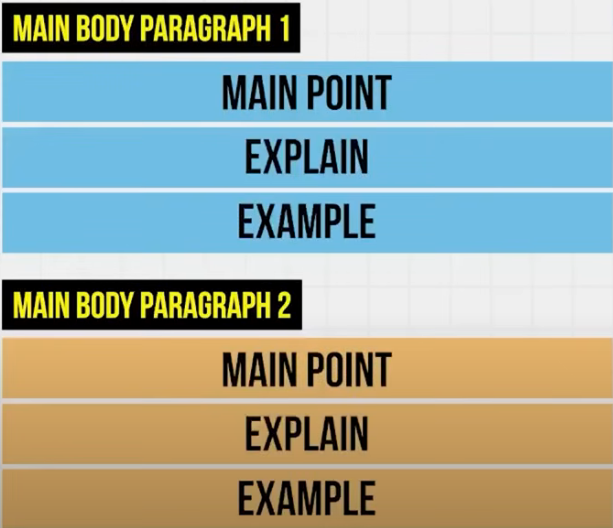 MAIN BODY PARAGRAPH 1
MAIN POINT
EXPLAIN
EXAMPLE
MAIN BODY PARAGRAPH 2
MAIN POINT
EXPLAIN
EXAMPLE